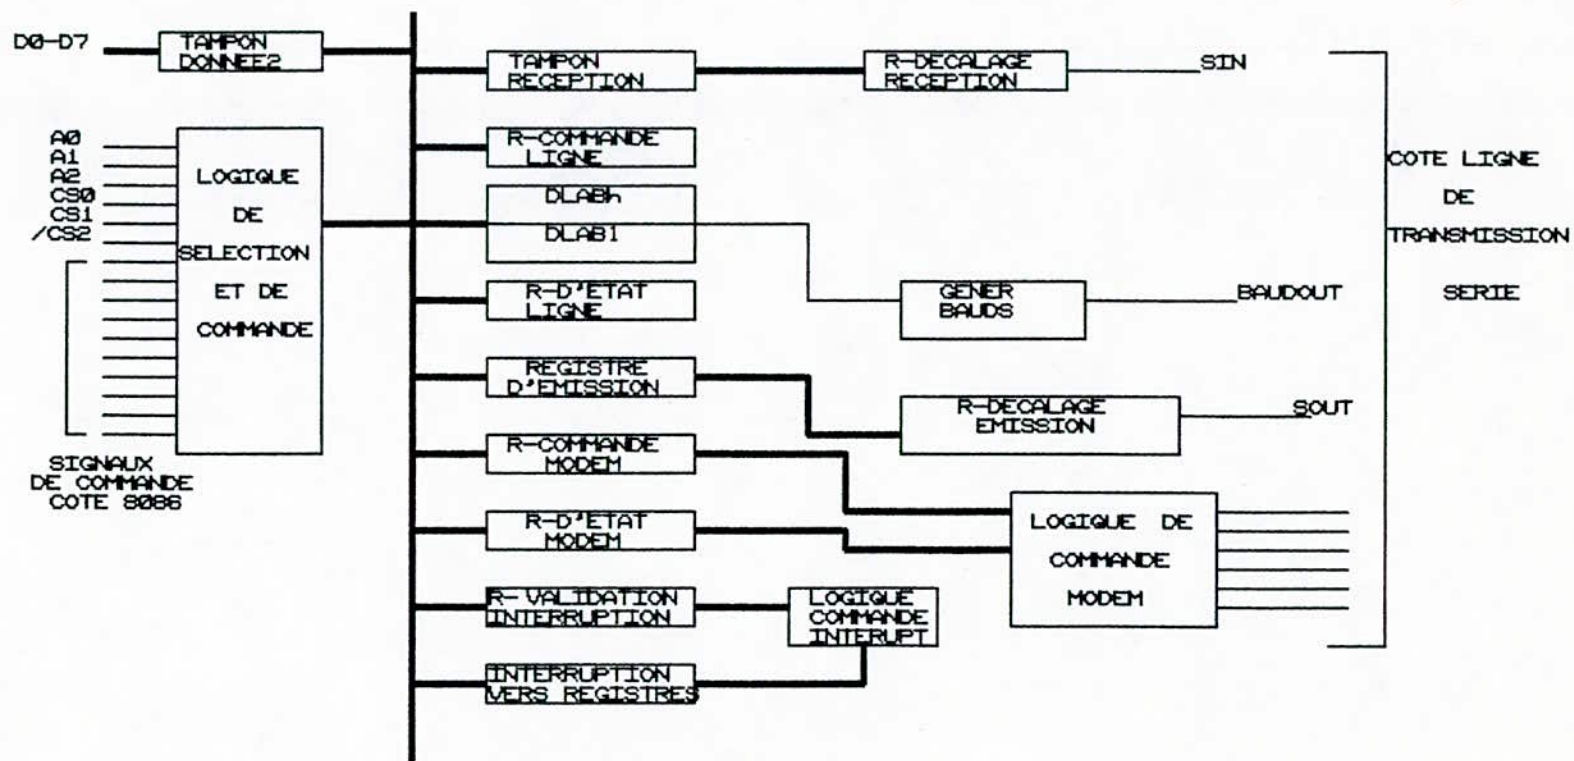 D0-D7
TAMPON
DONNEE2
TAMPON
RECEPTION
R-DECALAGE
RECEPTION
SIN
A0
A1
A2
CS0
CS1
/CS2
LOGIQUE
DE
SELECTION
ET DE
COMMANDE
SIGNAUX
DE COMMANDE
COTE 8086
R-COMMANDE
LIGNE
DLABh
DLABl
R-D'ETAT
LIGNE
GENER
BAUDS
BAUDOUT
REGISTRE
D'EMISSION
R-DECALAGE
EMISSION
SOUT
R-COMMANDE
MODEM
R-D'ETAT
MODEM
LOGIQUE DE
COMMANDE
MODEM
R-VALIDATION
INTERRUPTION
LOGIQUE
COMMANDE
INTERUPT
INTERRUPTION
VERS REGISTRES
COTE LIGNE
DE
TRANSMISSION
SERIE